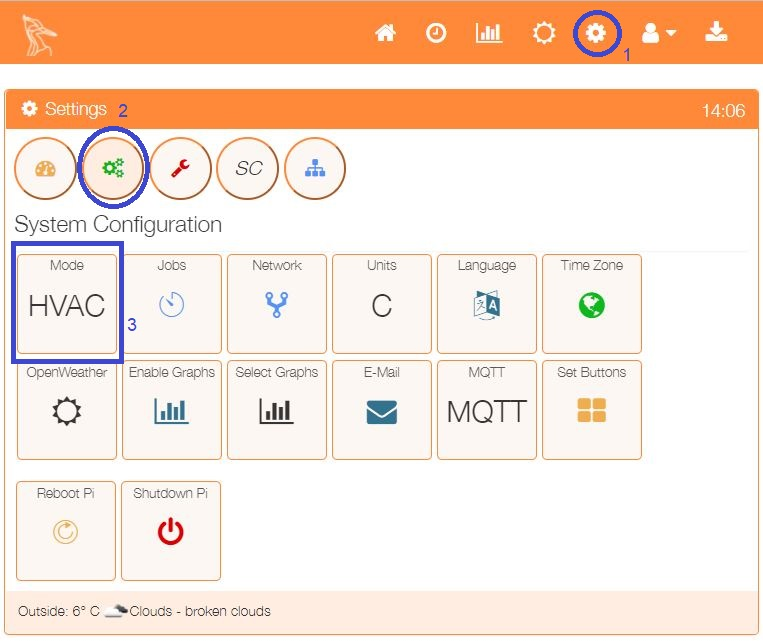 1
Settings 2 14:06
SC
System Configuration
Mode Jobs Network Units Language Time Zone
HVAC C
3
OpenWeather Enable Graphs Select Graphs E-Mail MQTT Set Buttons
MQTT
Reboot Pi Shutdown Pi
Outside: 6° C Clouds - broken clouds